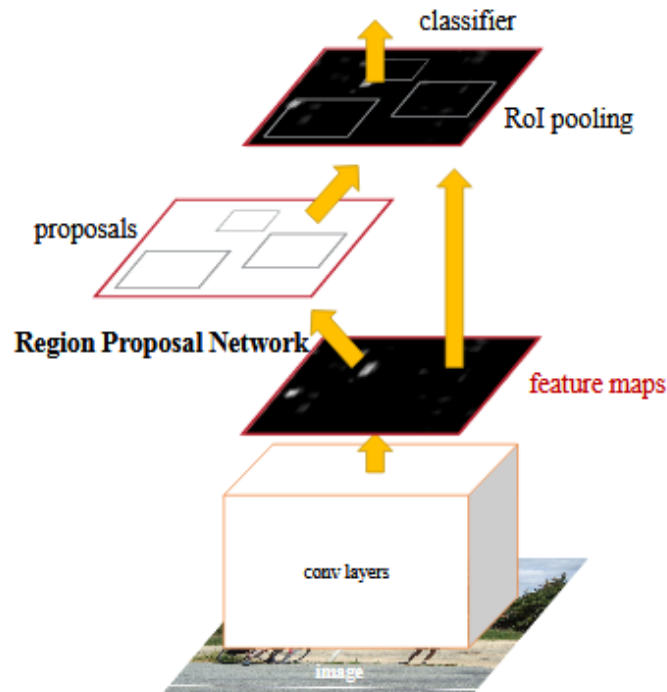 classifier
RoI pooling
proposals
Region Proposal Network
feature maps
conv layers
image